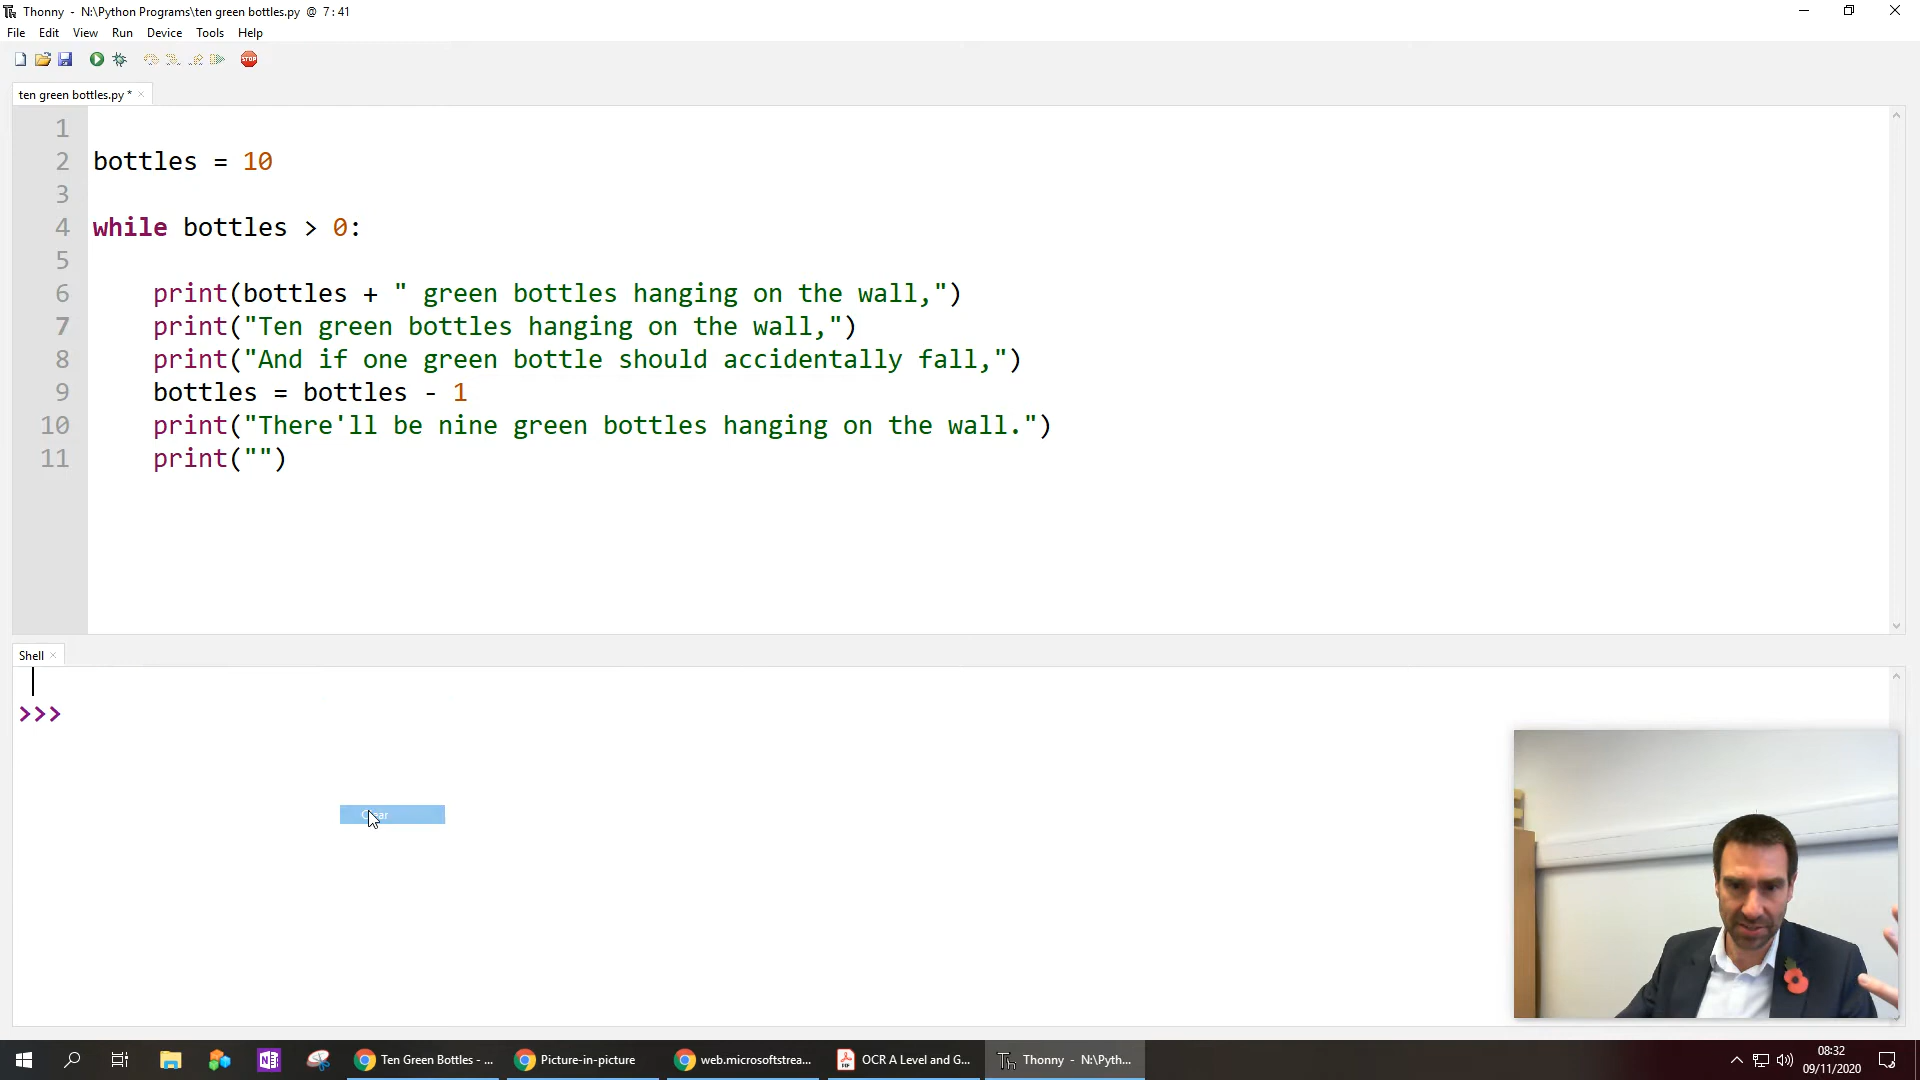 Thonny - N:\Python Programs\ten green bottles.py @ 7 : 41
File Edit View Run Device Tools Help
STOP
ten green bottles.py *
1
2 bottles = 10
3
4 while bottles > 0:
5
6 print(bottles + " green bottles hanging on the wall,")
7 print("Ten green bottles hanging on the wall,")
8 print("And if one green bottle should accidentally fall,")
9 bottles = bottles - 1
10 print("There'll be nine green bottles hanging on the wall.")
11 print("")
Shell
>>>
Ten Green Bottles - ...
Picture-in-picture
web.microsoftstrea...
OCR A Level and G...
Thonny - N:\Pyth...
08:32
09/11/2020